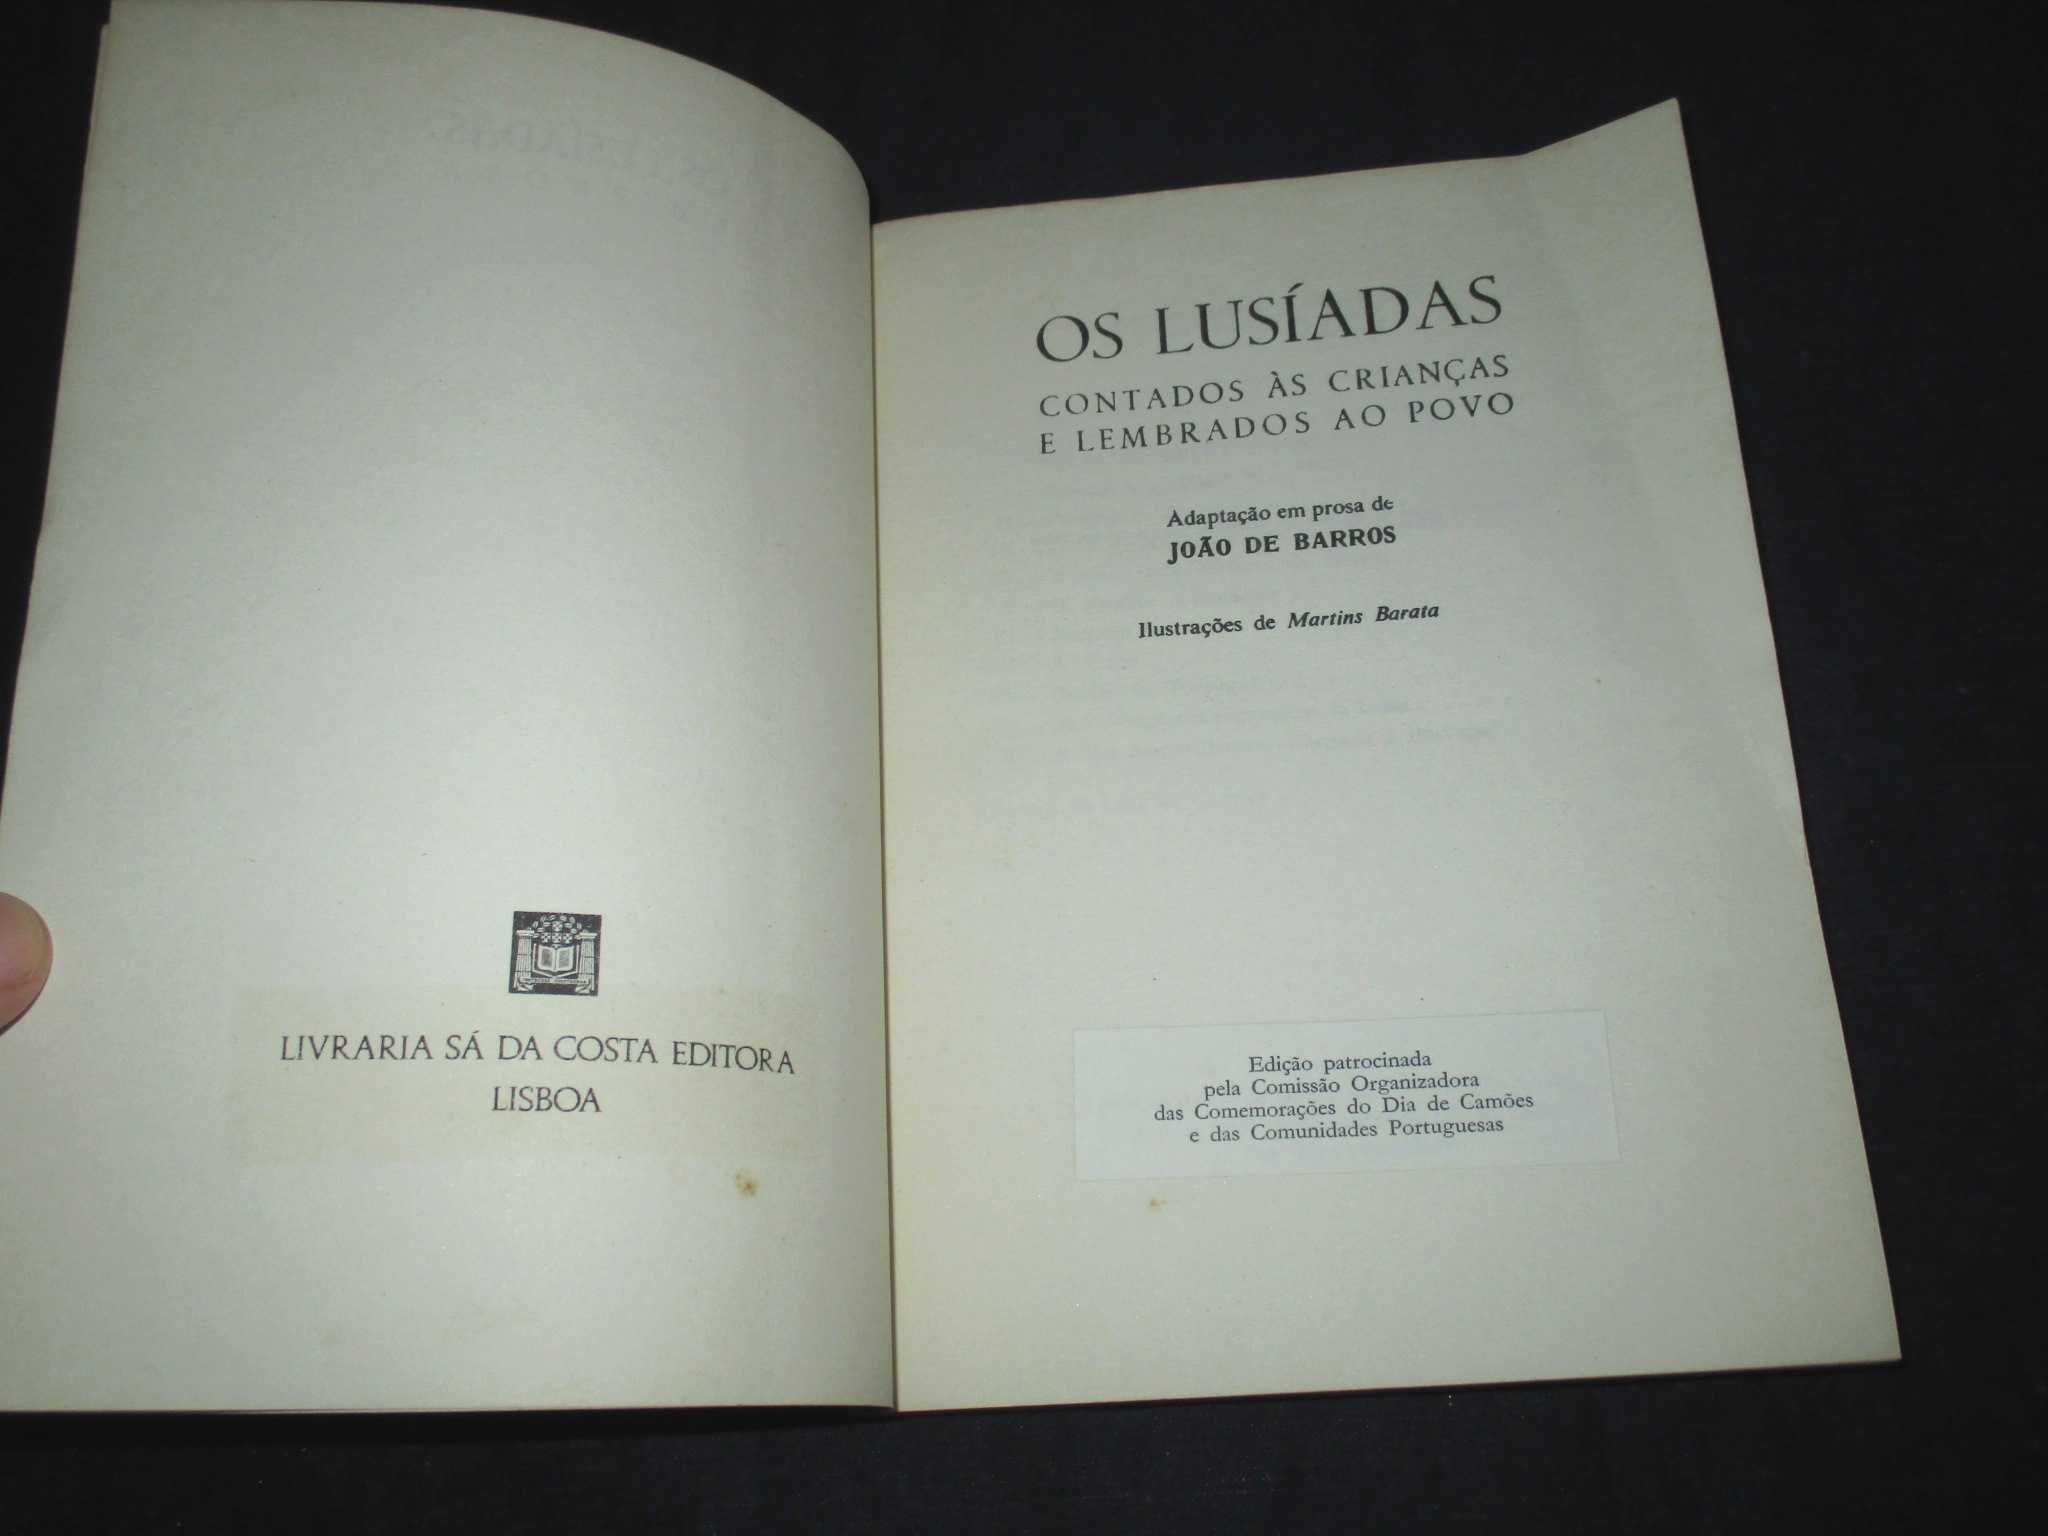 LIVRARIA SÁ DA COSTA EDITORA
LISBOA
OS LUSÍADAS
CONTADOS ÀS CRIANÇAS
E LEMBRADOS AO POVO
Adaptação em prosa de
JOÃO DE BARROS
Ilustrações de Martins Barata
Edição patrocinada
pela Comissão Organizadora
das Comemorações do Dia de Camões
e das Comunidades Portuguesas